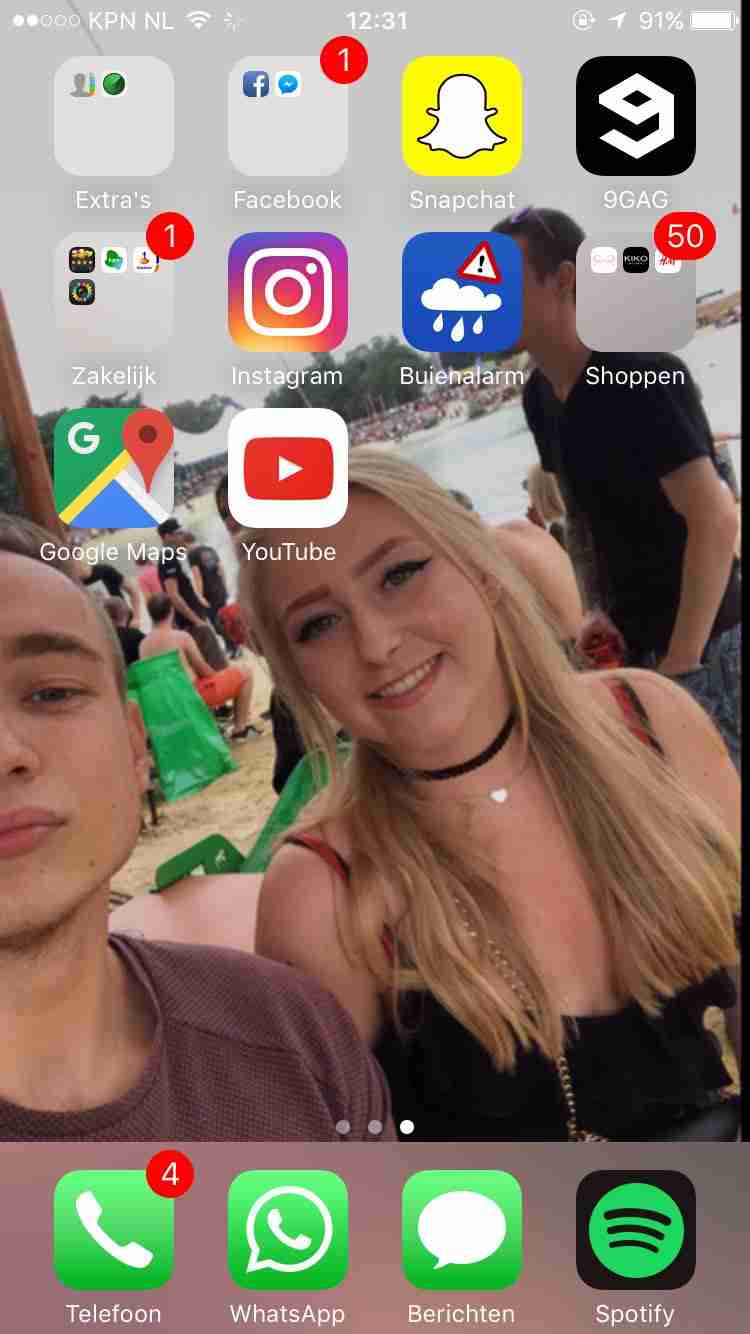 KPN NL 12:31 91%
1
Extra's Facebook Snapchat 9GAG
1 50
KIKO H&M
Zakelijk Instagram Buienalarm Shoppen
G
Google Maps YouTube
4
Telefoon WhatsApp Berichten Spotify